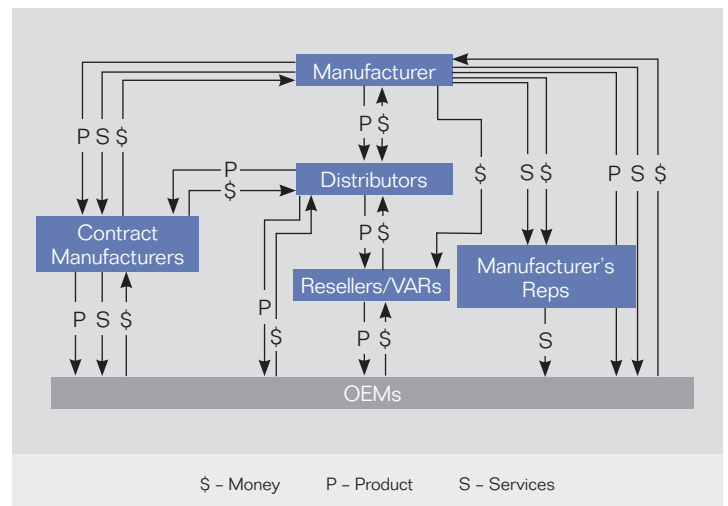 Manufacturer
P S $
P $
$
S $
P S $
P
$
Distributors
Contract
Manufacturers
P $
Manufacturer's
Reps
Resellers/VARs
P
$
P S $
P $
S
OEMs
$ – Money P – Product S – Services